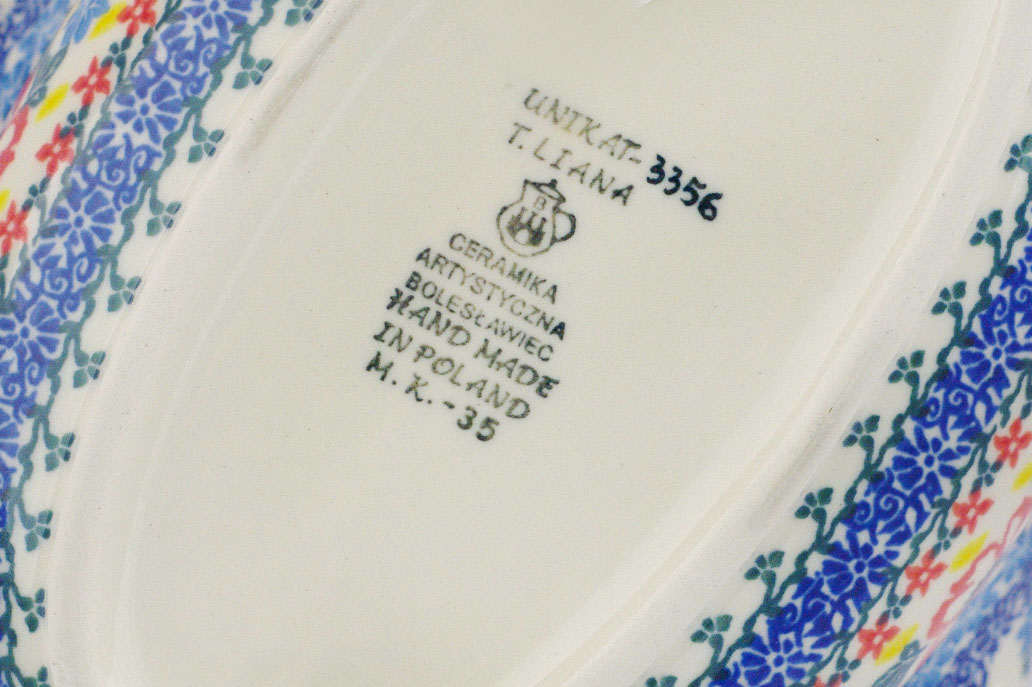 UNIKAT-3356
T. LIANA
B
CERAMIKA
ARTYSTYCZNA
BOLESŁAWIEC
HAND MADE
IN POLAND
M. K. - 35